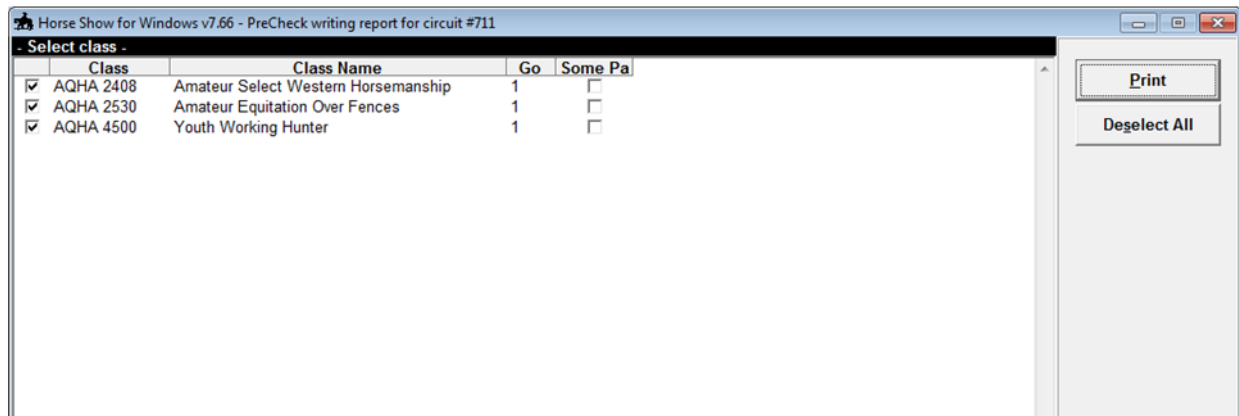 Horse Show for Windows v7.66 - PreCheck writing report for circuit #711
- Select class -
Class Class Name Go Some Pa
AQHA 2408 Amateur Select Western Horsemanship 1
AQHA 2530 Amateur Equitation Over Fences 1
AQHA 4500 Youth Working Hunter 1
Print
Deselect All